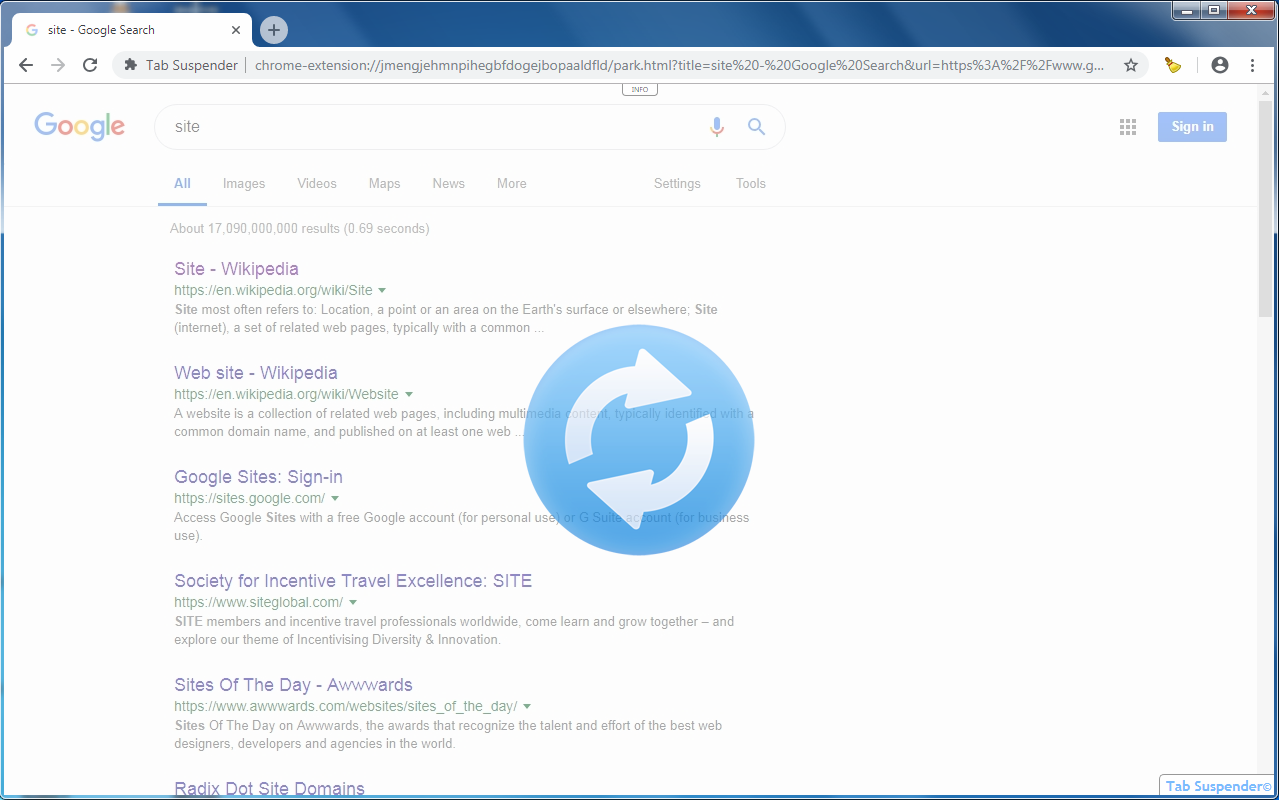 site - Google Search
Tab Suspender
chrome-extension://jmengjehmnpihegbfdogejbopaaldfld/park.html?title=site%20-%20Google%20Search&url=https%3A%2F%2Fwww.g...
INFO
Google
site
Sign in
All Images Videos Maps News More Settings Tools
About 17,090,000,000 results (0.69 seconds)
Site - Wikipedia
https://en.wikipedia.org/wiki/Site
Site most often refers to: Location, a point or an area on the Earth's surface or elsewhere; Site
(internet), a set of related web pages, typically with a common ...
Web site - Wikipedia
https://en.wikipedia.org/wiki/Website
A website is a collection of related web pages, including multimedia content, typically identified with a
common domain name, and published on at least one web ...
Google Sites: Sign-in
https://sites.google.com/
Access Google Sites with a free Google account (for personal use) or G Suite account (for business
use).
Society for Incentive Travel Excellence: SITE
https://www.siteglobal.com/
SITE members and incentive travel professionals worldwide, come learn and grow together – and
explore our theme of Incentivising Diversity & Innovation.
Sites Of The Day - Awwwards
https://www.awwwards.com/websites/sites_of_the_day/
Sites Of The Day on Awwwards, the awards that recognize the talent and effort of the best web
designers, developers and agencies in the world.
Radix Dot Site Domains
Tab Suspender©